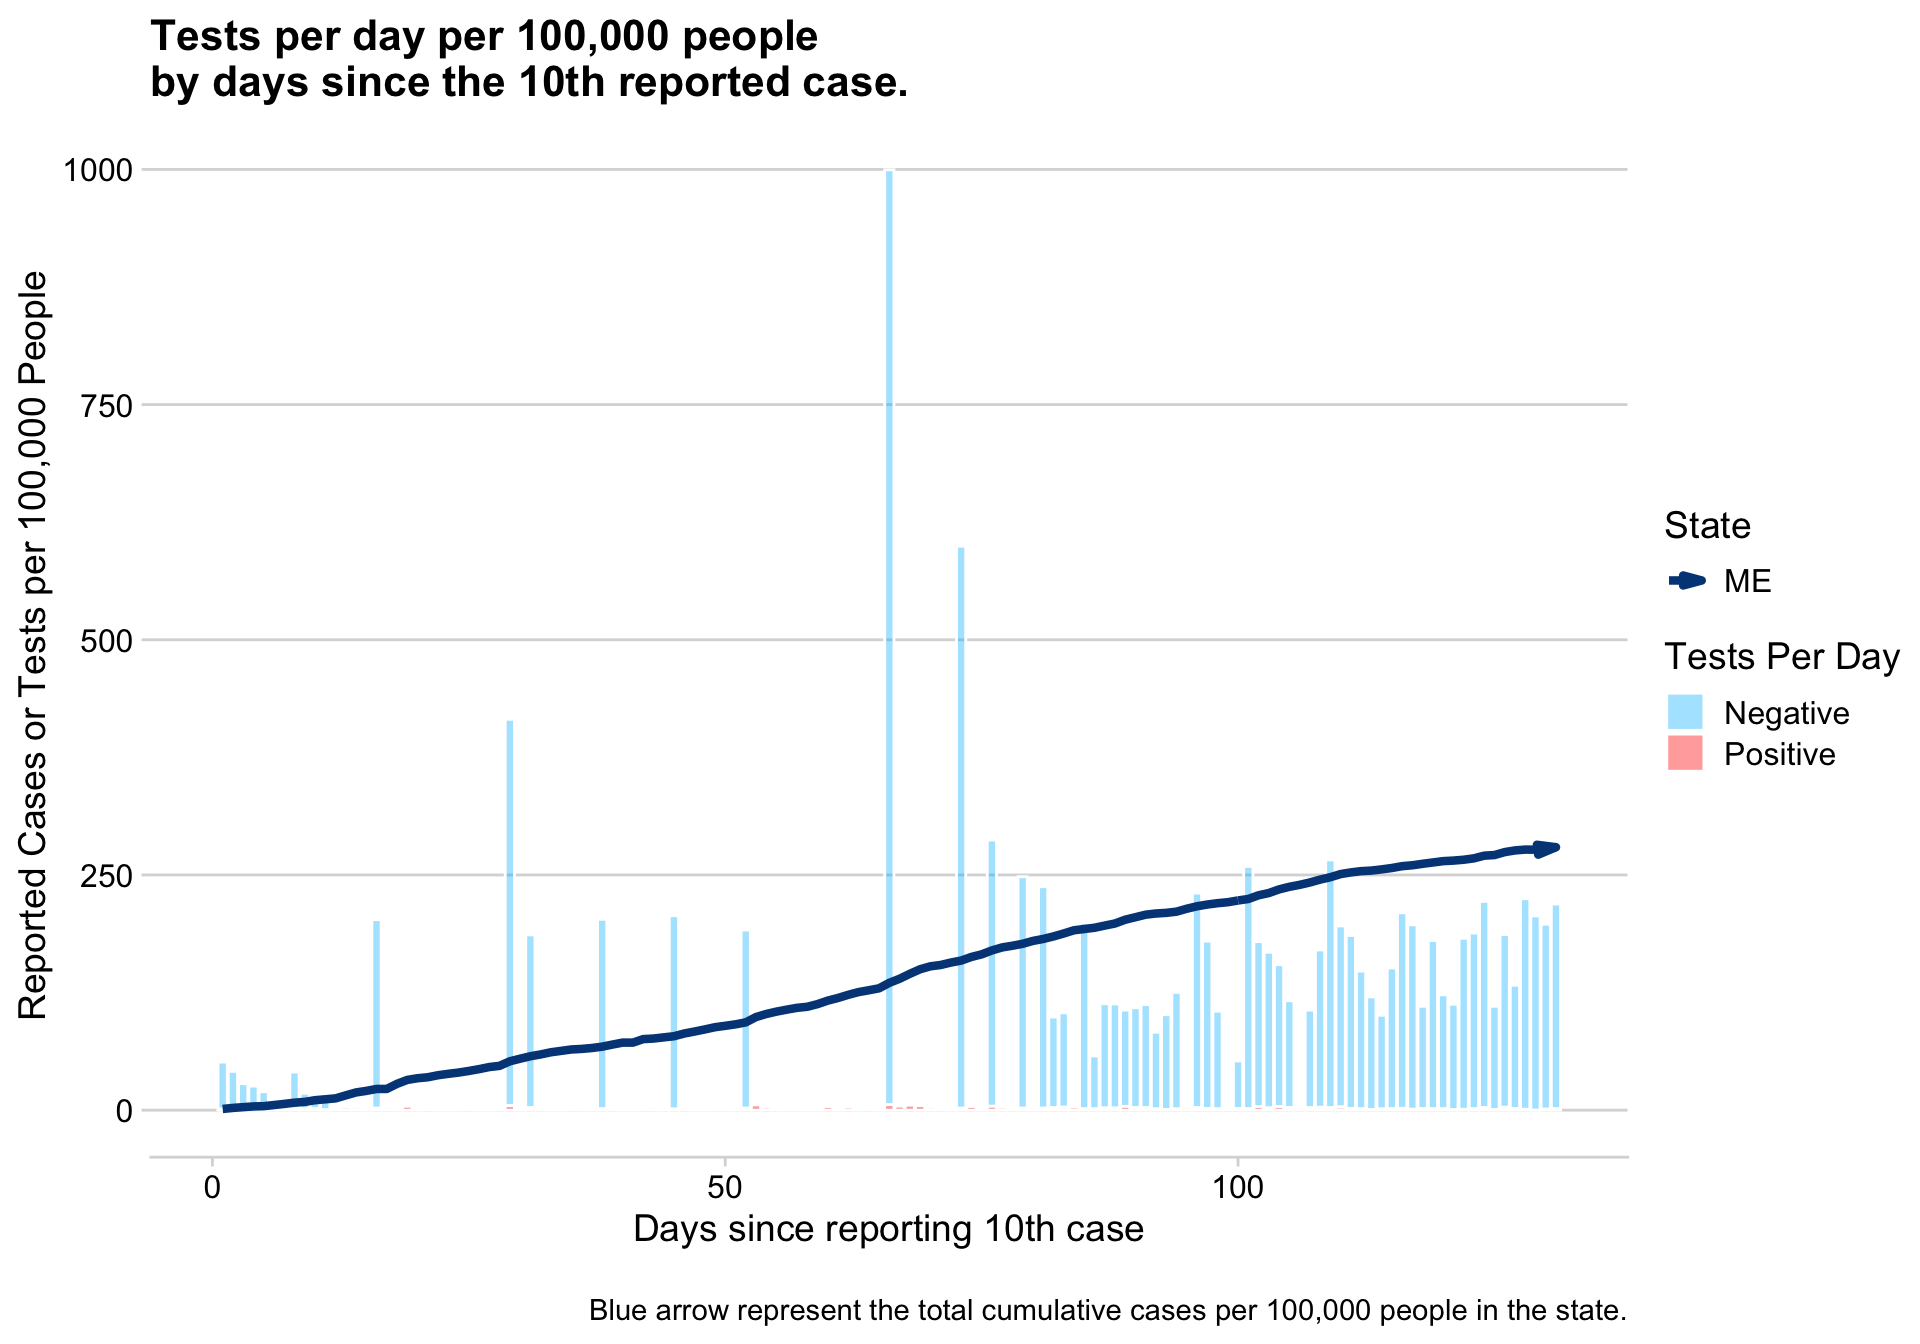 Tests per day per 100,000 people
by days since the 10th reported case.
Reported Cases or Tests per 100,000 People
1000
750
500
250
0
0 50 100
Days since reporting 10th case
State
ME
Tests Per Day
Negative
Positive
Blue arrow represent the total cumulative cases per 100,000 people in the state.